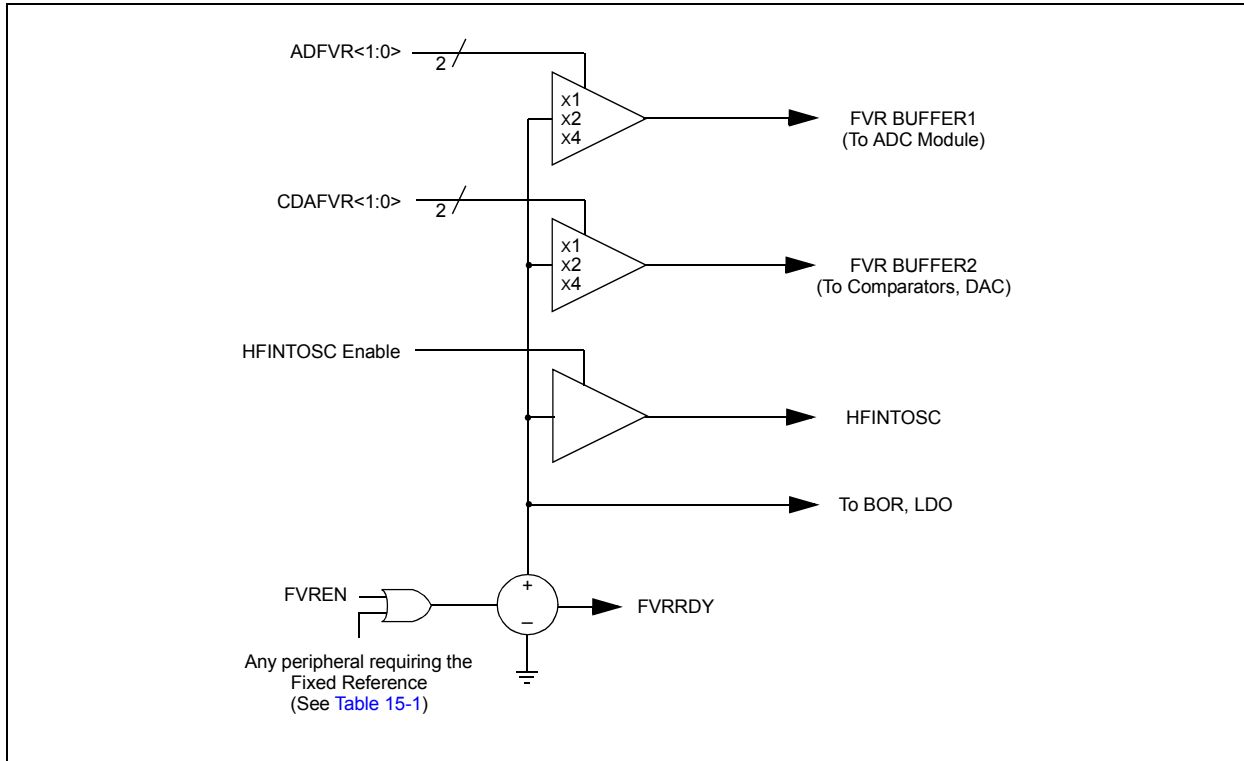 ADFVR<1:0>
2
x1
x2
x4
FVR BUFFER1
(To ADC Module)
CDAFVR<1:0>
2
x1
x2
x4
FVR BUFFER2
(To Comparators, DAC)
HFINTOSC Enable
HFINTOSC
To BOR, LDO
FVREN
+
–
FVRRDY
Any peripheral requiring the
Fixed Reference
(See Table 15-1)